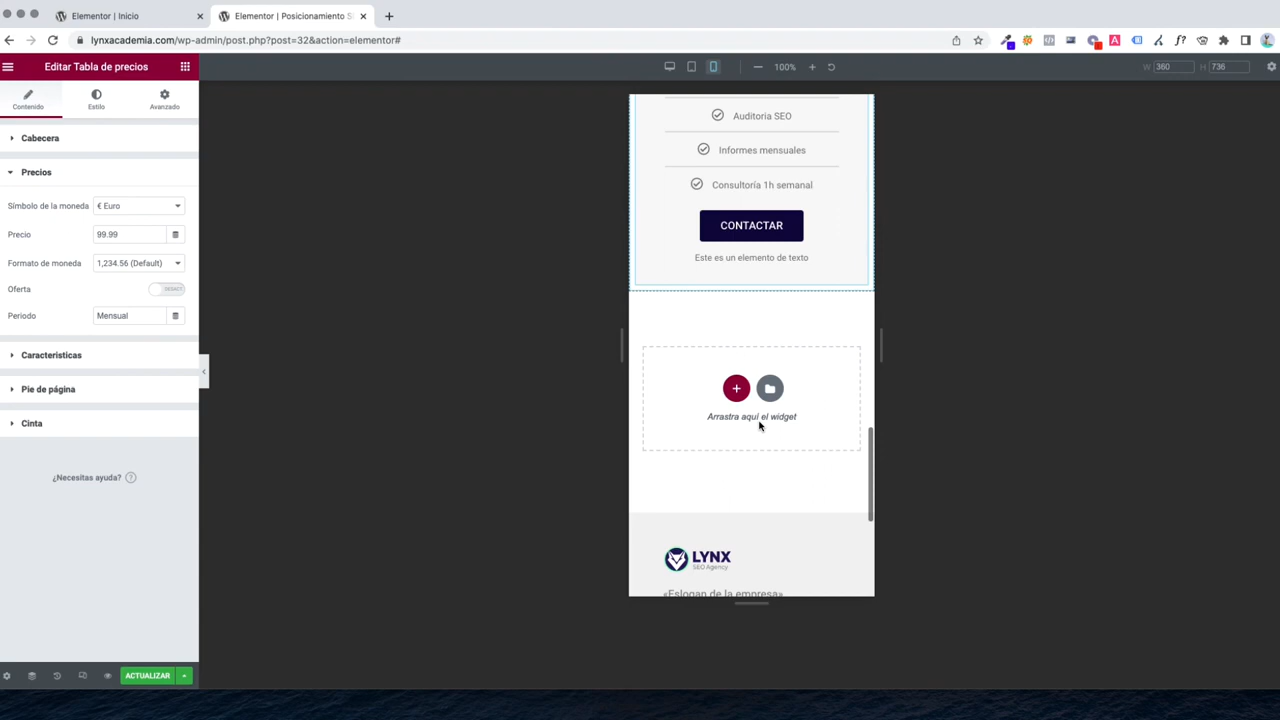 Elementor | Inicio
Elementor | Posicionamiento S
lynxacademia.com/wp-admin/post.php?post=32&action=elementor#
Editar Tabla de precios
100%
W 360
H 736
Contenido
Estilo
Avanzado
Cabecera
Precios
Símbolo de la moneda
€ Euro
Precio
99.99
Formato de moneda
1,234.56 (Default)
Oferta
Periodo
Mensual
Caracteristicas
Pie de página
Cinta
¿Necesitas ayuda?
ACTUALIZAR
Auditoria SEO
Informes mensuales
Consultoría 1h semanal
CONTACTAR
Este es un elemento de texto
Arrastra aquí el widget
LYNX
SEO Agency
«Eslogan de la empresa»